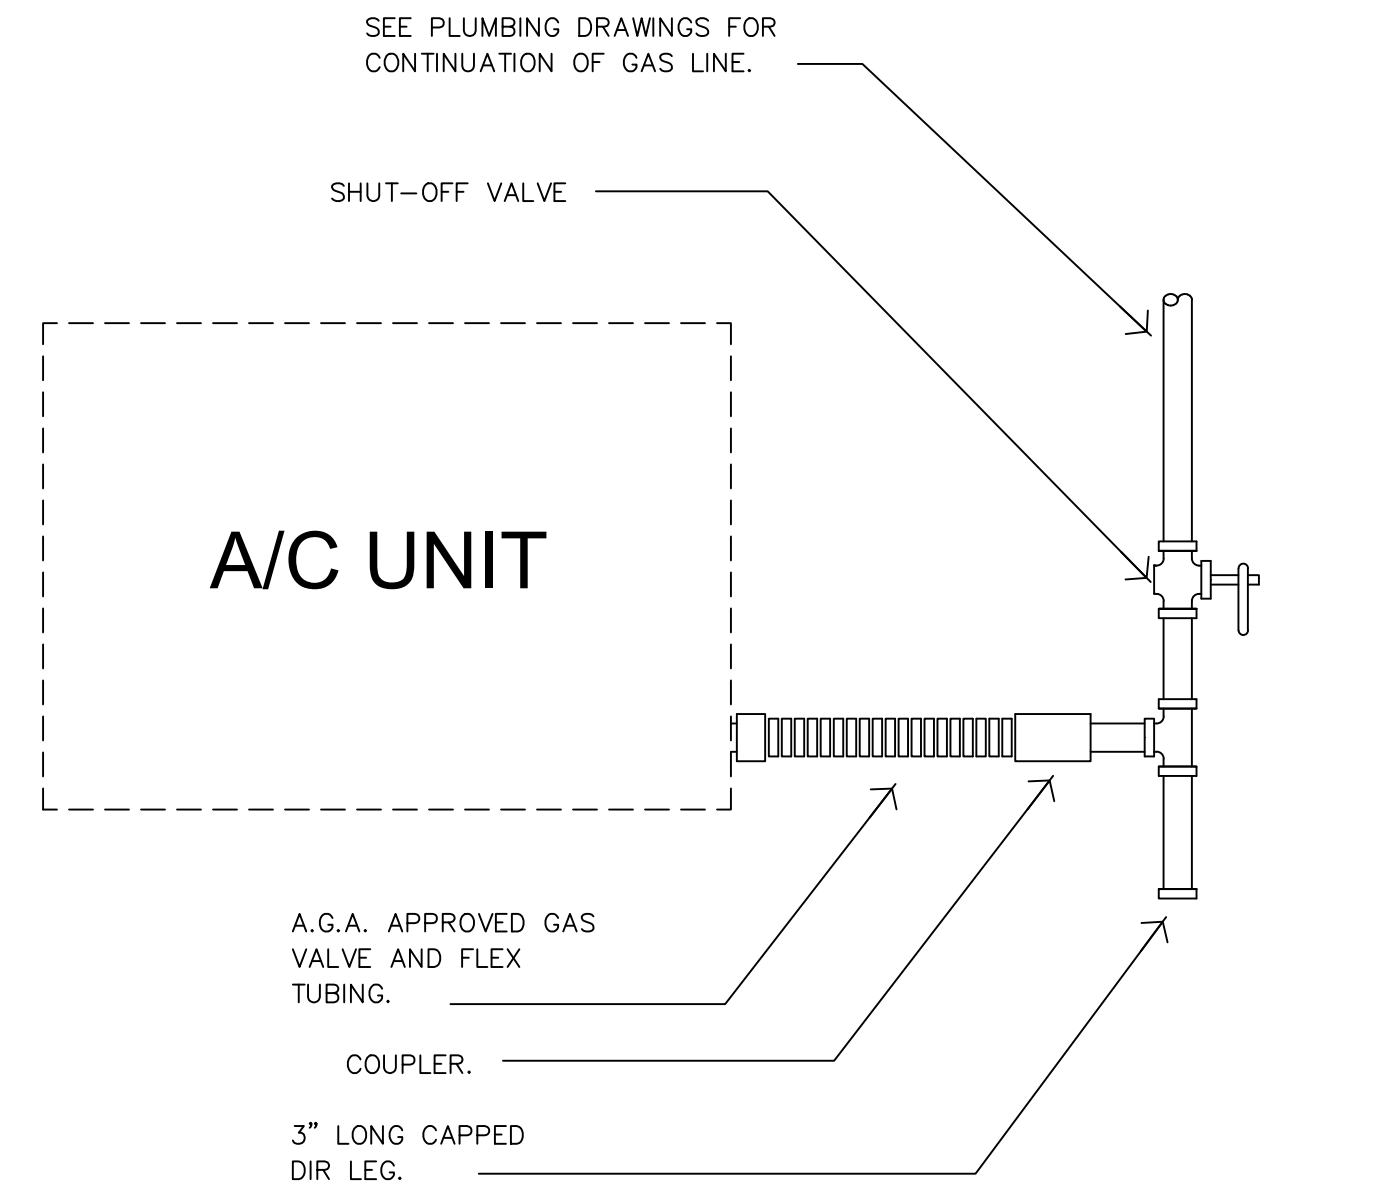 SEE PLUMBING DRAWINGS FOR
CONTINUATION OF GAS LINE.
SHUT-OFF VALVE
A/C UNIT
A.G.A. APPROVED GAS
VALVE AND FLEX
TUBING.
COUPLER.
3" LONG CAPPED
DIR LEG.